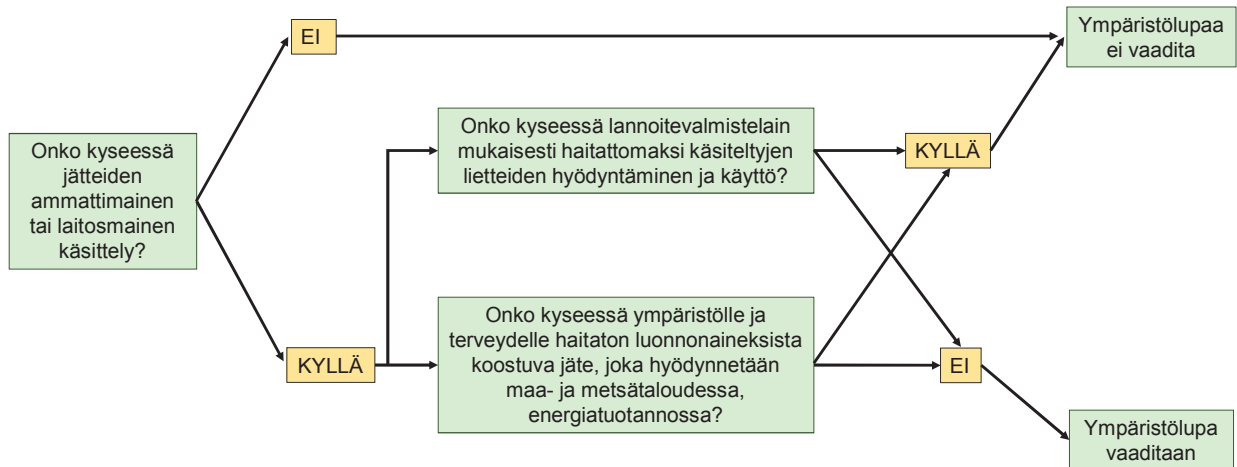 EI
Ympäristölupaa
ei vaadita
Onko kyseessä
jätteiden
ammattimainen
tai laitosmainen
käsittely?
Onko kyseessä lannoitevalmistelain
mukaisesti haitattomaksi käsiteltyjen
lietteiden hyödyntäminen ja käyttö?
KYLLÄ
KYLLÄ
Onko kyseessä ympäristölle ja
terveydelle haitaton luonnonaineksista
koostuva jäte, joka hyödynnetään
maa- ja metsätaloudessa,
energiatuotannossa?
EI
Ympäristölupa
vaaditaan